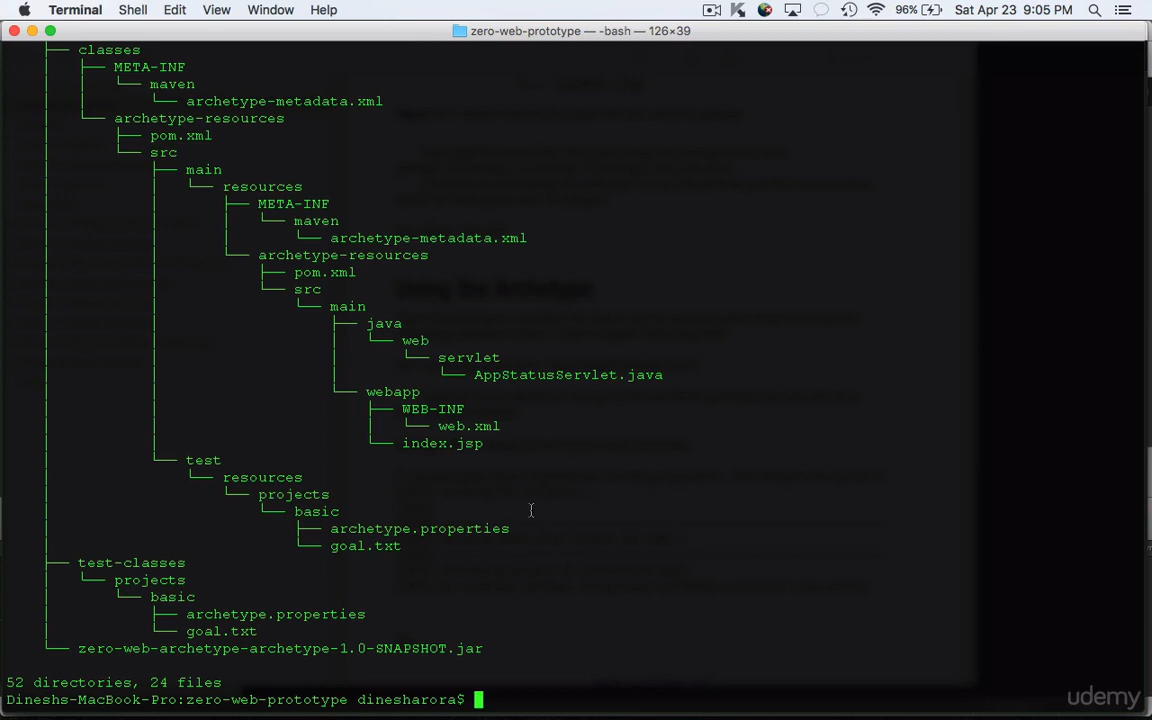 Terminal Shell Edit View Window Help 96% Sat Apr 23 9:05 PM
zero-web-prototype — -bash — 126×39
├── classes
│   ├── META-INF
│   │   └── maven
│   │       └── archetype-metadata.xml
│   └── archetype-resources
│       ├── pom.xml
│       └── src
│           ├── main
│           │   └── resources
│           │       ├── META-INF
│           │       │   └── maven
│           │       │       └── archetype-metadata.xml
│           │       └── archetype-resources
│           │           ├── pom.xml
│           │           └── src
│           │               └── main
│           │                   ├── java
│           │                   │   └── web
│           │                   │       └── servlet
│           │                   │           └── AppStatusServlet.java
│           │                   └── webapp
│           │                       ├── WEB-INF
│           │                       │   └── web.xml
│           │                       └── index.jsp
│           └── test
│               └── resources
│                   └── projects
│                       └── basic
│                           ├── archetype.properties
│                           └── goal.txt
├── test-classes
│   └── projects
│       └── basic
│           ├── archetype.properties
│           └── goal.txt
└── zero-web-archetype-archetype-1.0-SNAPSHOT.jar
52 directories, 24 files
Dineshs-MacBook-Pro:zero-web-prototype dinesharora$
Using the Archetype
udemy